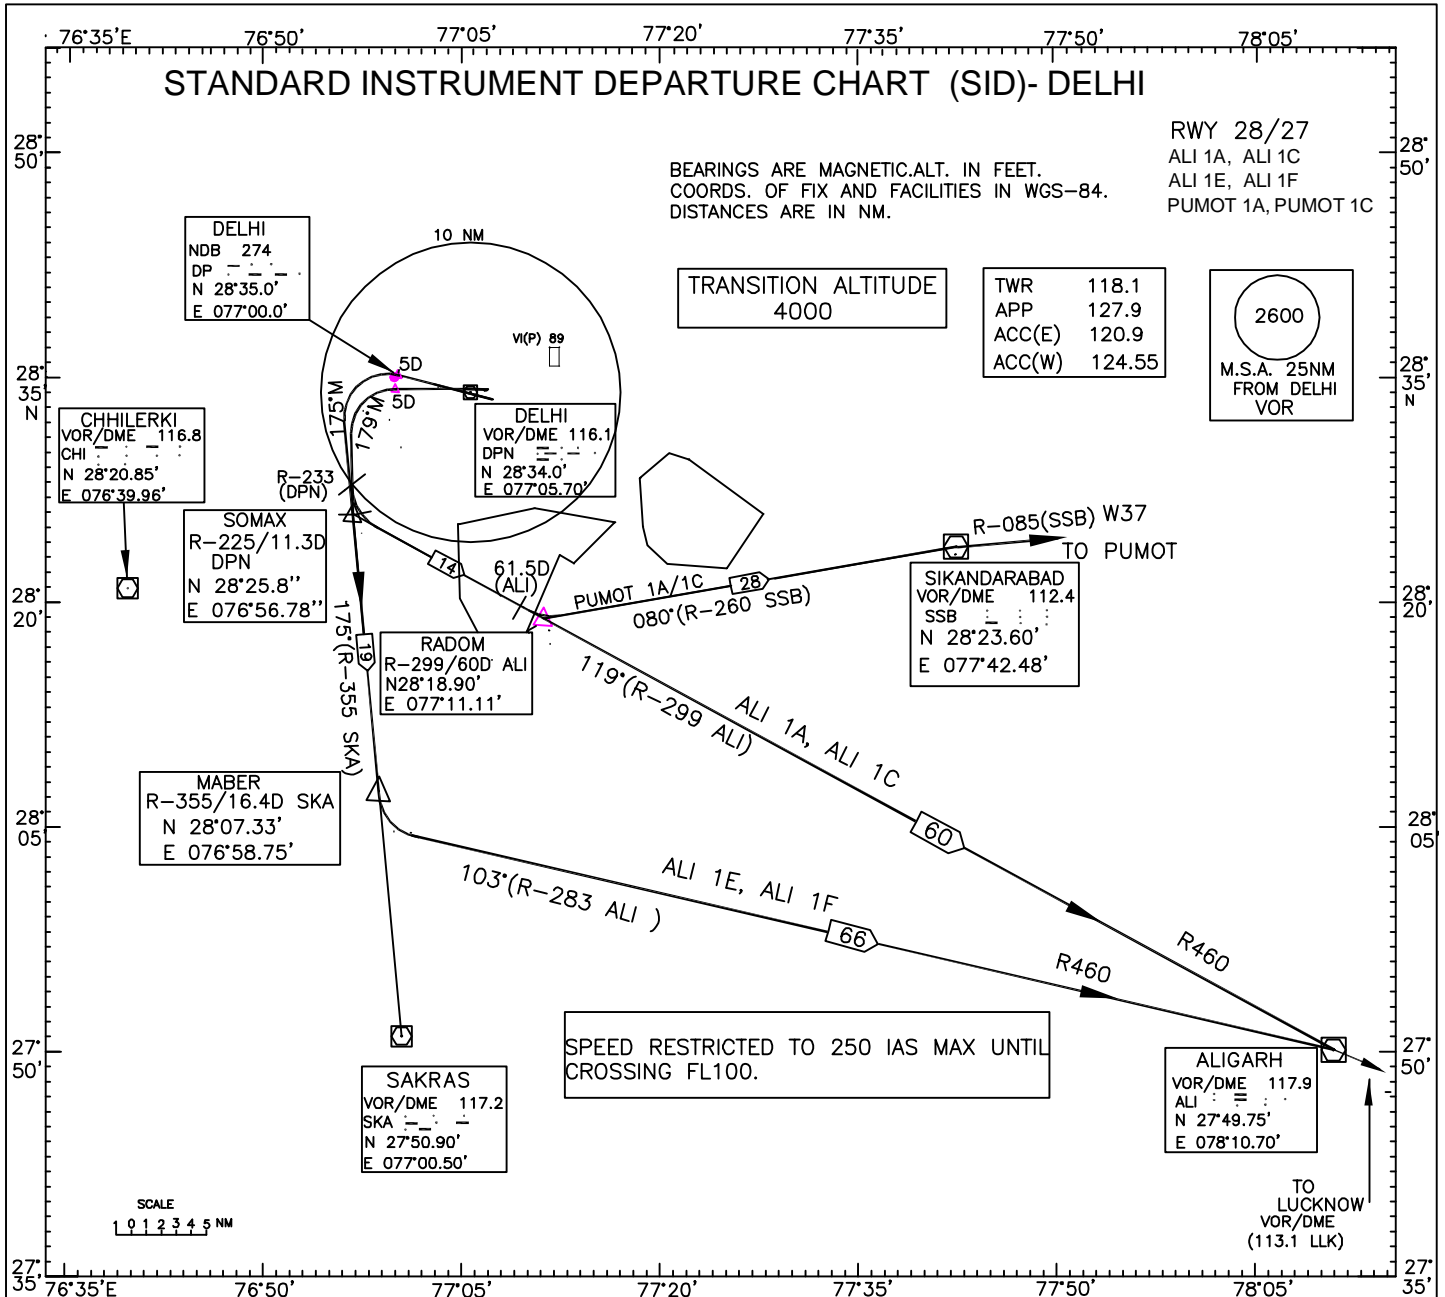 76°35'E 76°50' 77°05' 77°20' 77°35' 77°50' 78°05'
STANDARD INSTRUMENT DEPARTURE CHART (SID)- DELHI
RWY 28/27
ALI 1A, ALI 1C
ALI 1E, ALI 1F
PUMOT 1A, PUMOT 1C
28°
50'
28°
50'
BEARINGS ARE MAGNETIC.ALT. IN FEET.
COORDS. OF FIX AND FACILITIES IN WGS-84.
DISTANCES ARE IN NM.
DELHI
NDB 274
DP
N 28°35.0'
E 077°00.0'
10 NM
VI(P) 89
TRANSITION ALTITUDE
4000
TWR 118.1
APP 127.9
ACC(E) 120.9
ACC(W) 124.55
2600
M.S.A. 25NM
FROM DELHI
VOR
28°
35'
N
28°
35'
N
5D
5D
175°M
179°M
DELHI
VOR/DME 116.1
DPN
N 28°34.0'
E 077°05.70'
CHHILERKI
VOR/DME 116.8
CHI
N 28°20.85'
E 076°39.96'
R-233
(DPN)
SOMAX
R-225/11.3D
DPN
N 28°25.8''
E 076°56.78''
14
61.5D
(ALI)
PUMOT 1A/1C
28
080°(R-260 SSB)
R-085(SSB) W37
TO PUMOT
SIKANDARABAD
VOR/DME 112.4
SSB
N 28°23.60'
E 077°42.48'
28°
20'
28°
20'
RADOM
R-299/60D ALI
N28°18.90'
E 077°11.11'
19
175°(R-355 SKA)
119°(R-299 ALI)
ALI 1A, ALI 1C
60
R460
MABER
R-355/16.4D SKA
N 28°07.33'
E 076°58.75'
28°
05'
28°
05'
103°(R-283 ALI )
ALI 1E, ALI 1F
66
R460
SPEED RESTRICTED TO 250 IAS MAX UNTIL
CROSSING FL100.
27°
50'
27°
50'
SAKRAS
VOR/DME 117.2
SKA
N 27°50.90'
E 077°00.50'
ALIGARH
VOR/DME 117.9
ALI
N 27°49.75'
E 078°10.70'
TO
LUCKNOW
VOR/DME
(113.1 LLK)
SCALE
1 0 1 2 3 4 5 NM
27°
35'
27°
35'
76°35'E 76°50' 77°05' 77°20' 77°35' 77°50' 78°05'